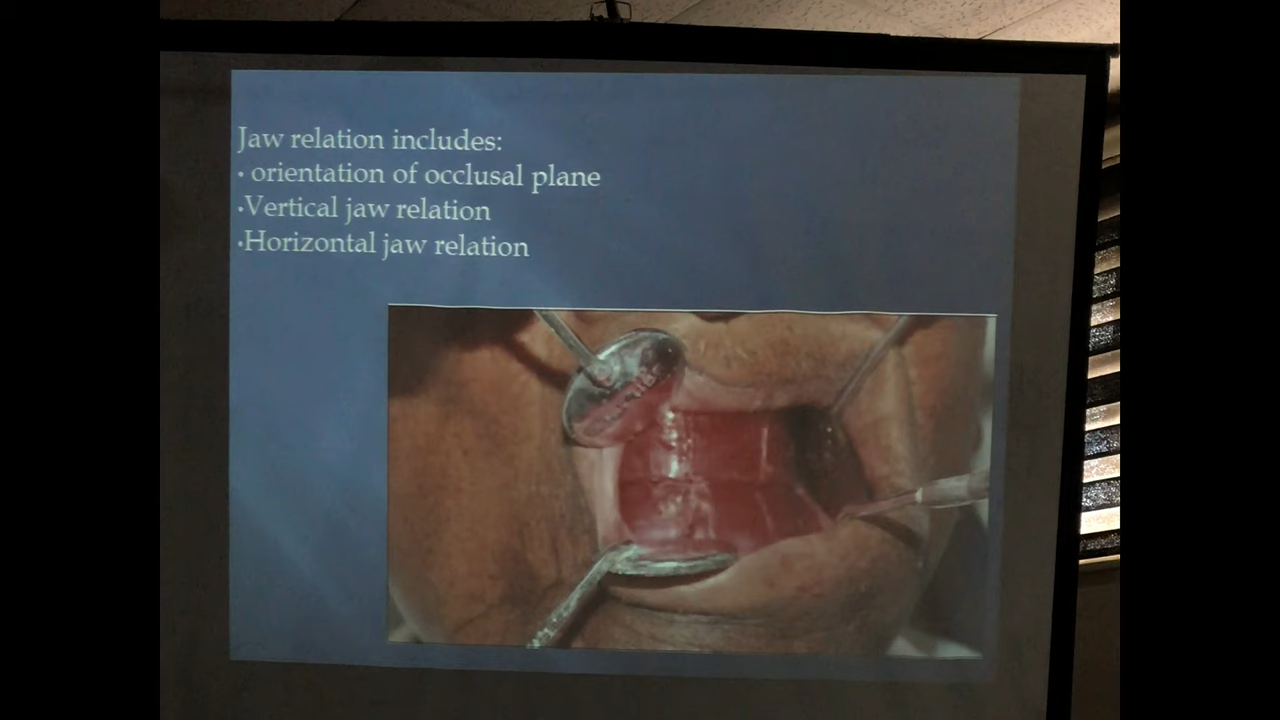 Jaw relation includes:
• orientation of occlusal plane
•Vertical jaw relation
•Horizontal jaw relation